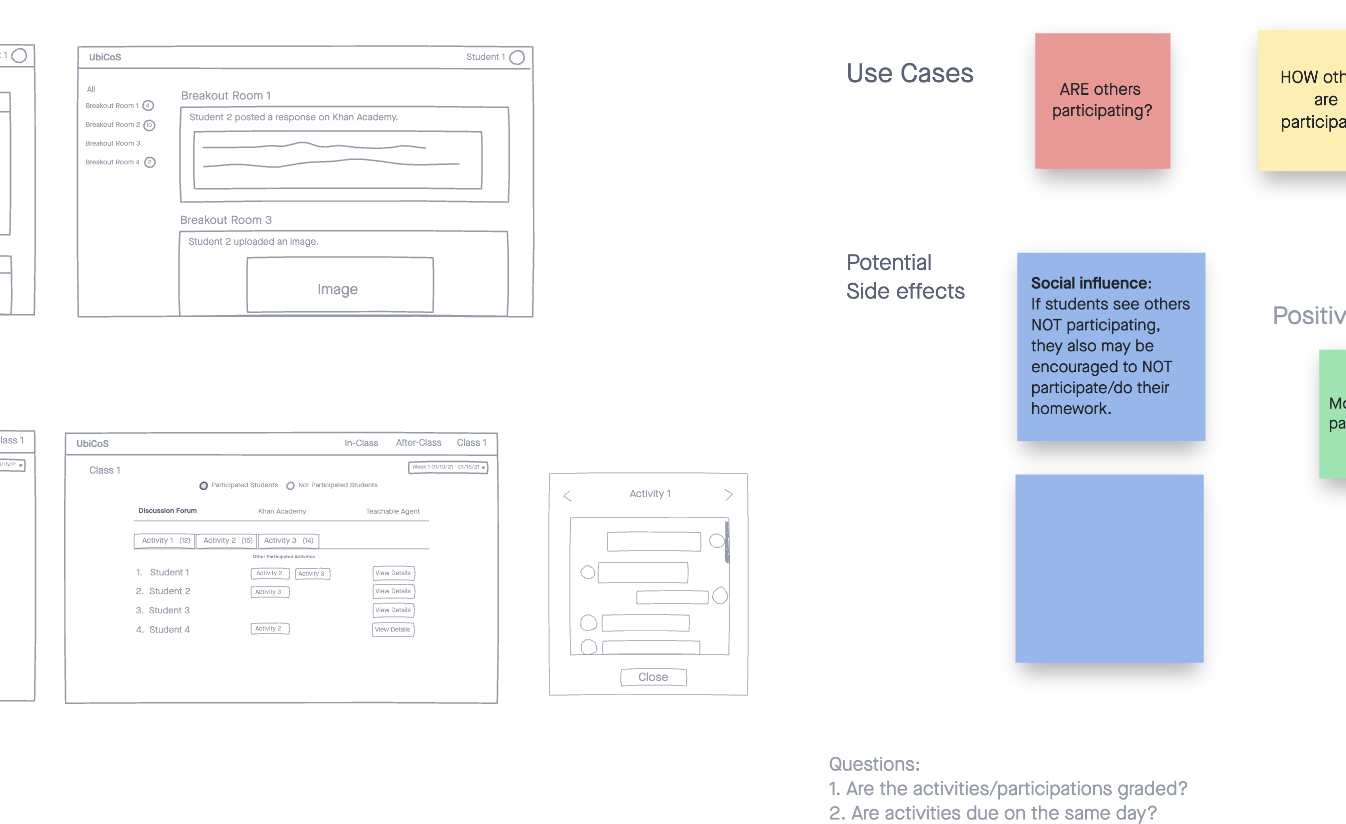 : 1
UbiCoS
Student 1
All
Breakout Room 1 4
Breakout Room 2 10
Breakout Room 3
Breakout Room 4 2
Breakout Room 1
Student 2 posted a response on Khan Academy.
Breakout Room 3
Student 2 uploaded an image.
Image
lass 1
UbiCoS
In-Class After-Class Class 1
Class 1
Week 1 01/10/21 - 01/15/21
Participated Students Not Participated Students
Discussion Forum Khan Academy Teachable Agent
Activity 1 (12) Activity 2 (15) Activity 3 (14)
Other Participated Activities
1. Student 1 Activity 2 Activity 3 View Details
2. Student 2 Activity 3 View Details
3. Student 3 View Details
4. Student 4 Activity 2 View Details
< Activity 1 >
Close
Use Cases
ARE others
participating?
HOW oth
are
participa
Potential
Side effects
Social influence:
If students see others
NOT participating,
they also may be
encouraged to NOT
participate/do their
homework.
Positiv
Mo
pa
Questions:
1. Are the activities/participations graded?
2. Are activities due on the same day?